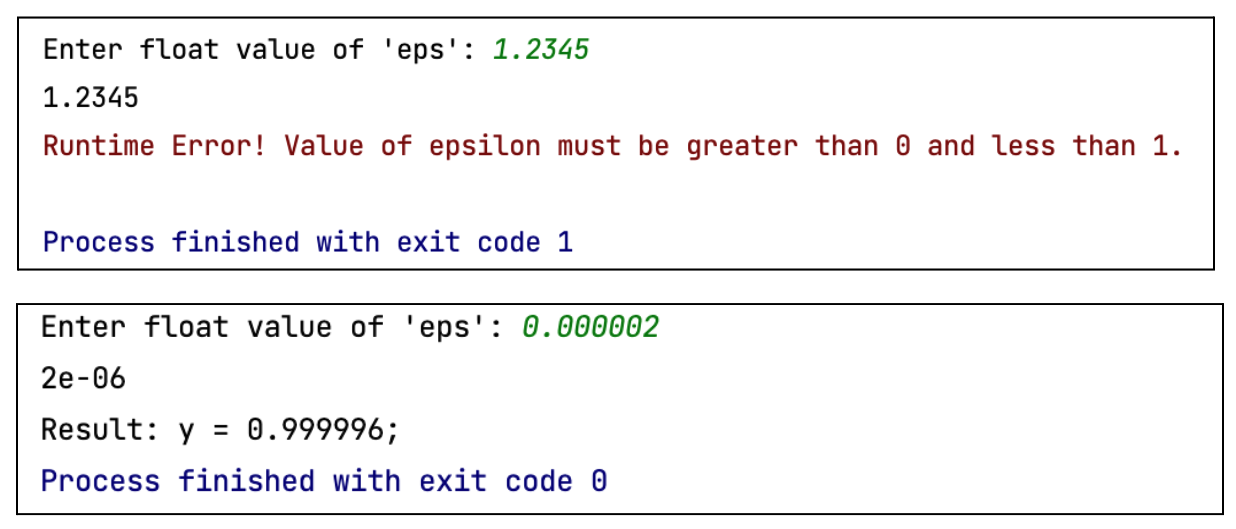 Enter float value of 'eps': 1.2345
1.2345
Runtime Error! Value of epsilon must be greater than 0 and less than 1.
Process finished with exit code 1
Enter float value of 'eps': 0.000002
2e-06
Result: y = 0.999996;
Process finished with exit code 0